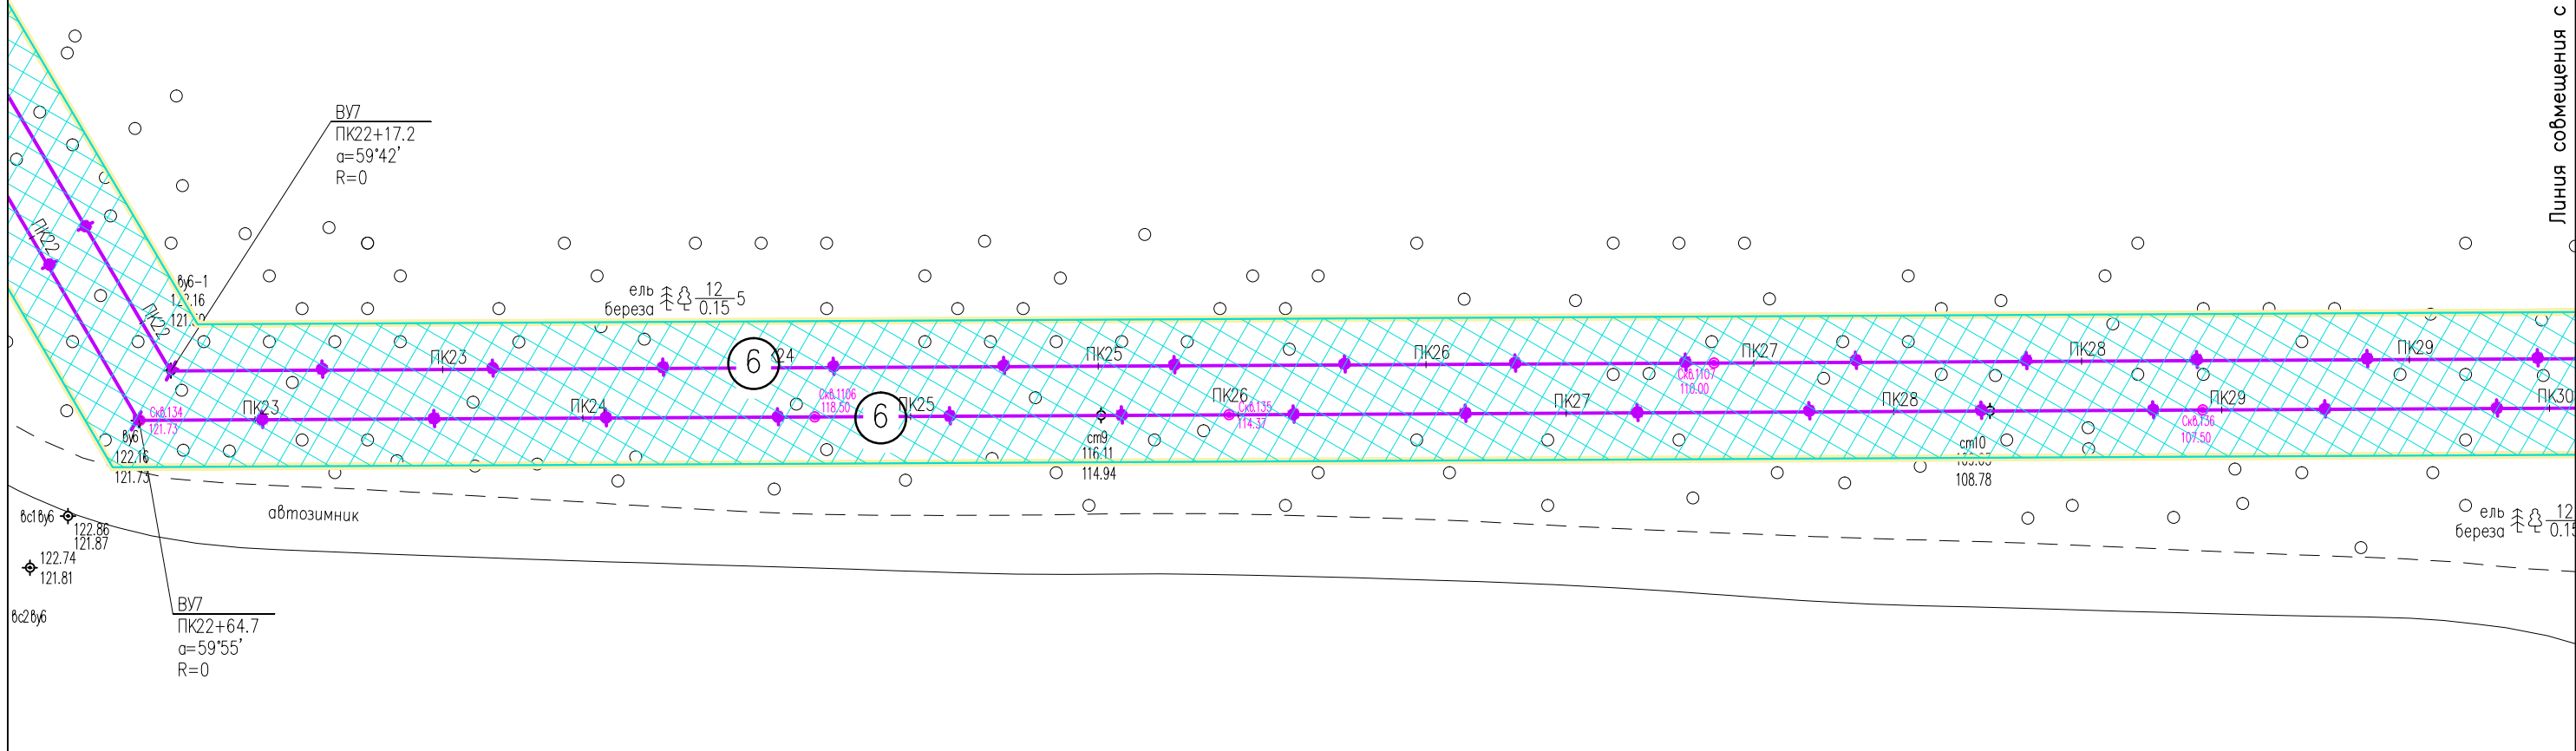 Линия совмещения с
ВУ7
ПК22+17.2
а=59°42'
R=0
ПК22
ПК22
ву6-1
ель
береза
12
0.15
5
ПК23
6
ПК25
ПК26
ПК27
ПК28
ПК29
Скв.1107
110.00
Скв.134
121.73
ПК23
ПК24
Скв.1106
118.50
6
ПК25
ПК26
Скв.135
114.37
ПК27
ПК28
ПК29
ПК30
Скв.136
107.50
ву6
122.16
121.73
ст9
116.11
114.94
ст10
108.78
автозимник
вс1ву6
122.86
121.87
122.74
121.81
вс2ву6
ель
береза
12
0.15
ВУ7
ПК22+64.7
а=59°55'
R=0